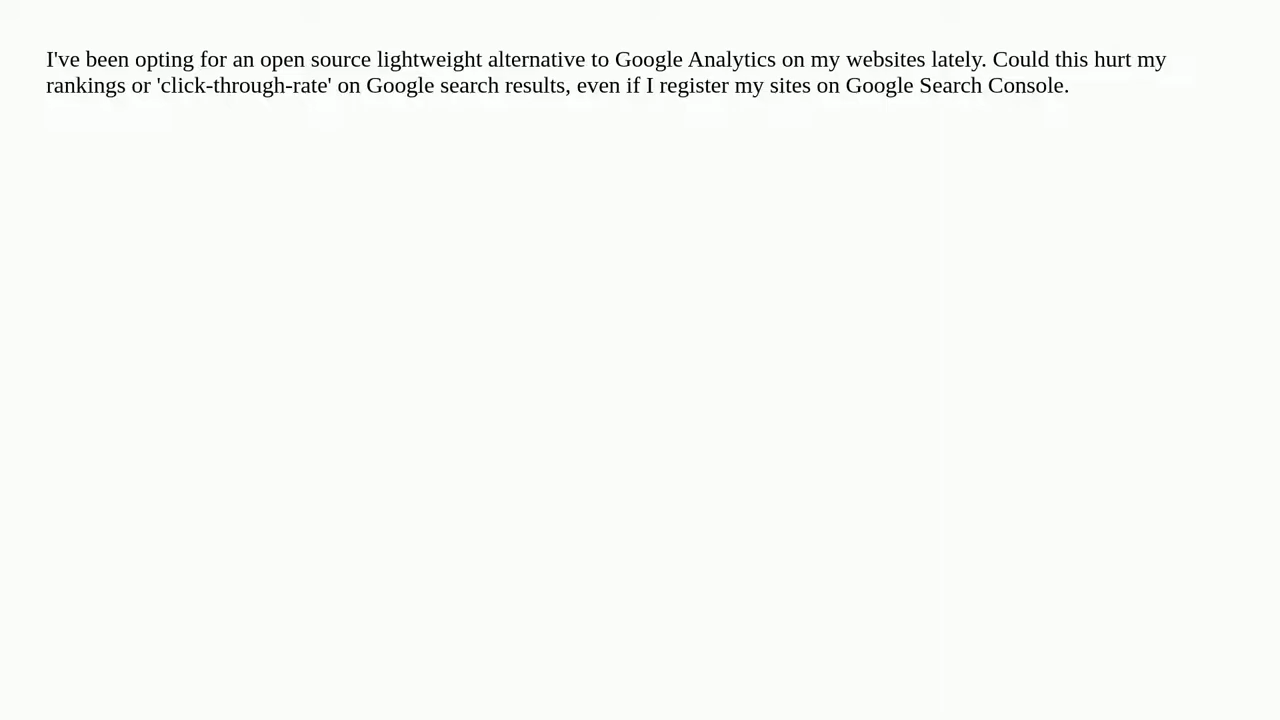 I've been opting for an open source lightweight alternative to Google Analytics on my websites lately. Could this hurt my
rankings or 'click-through-rate' on Google search results, even if I register my sites on Google Search Console.